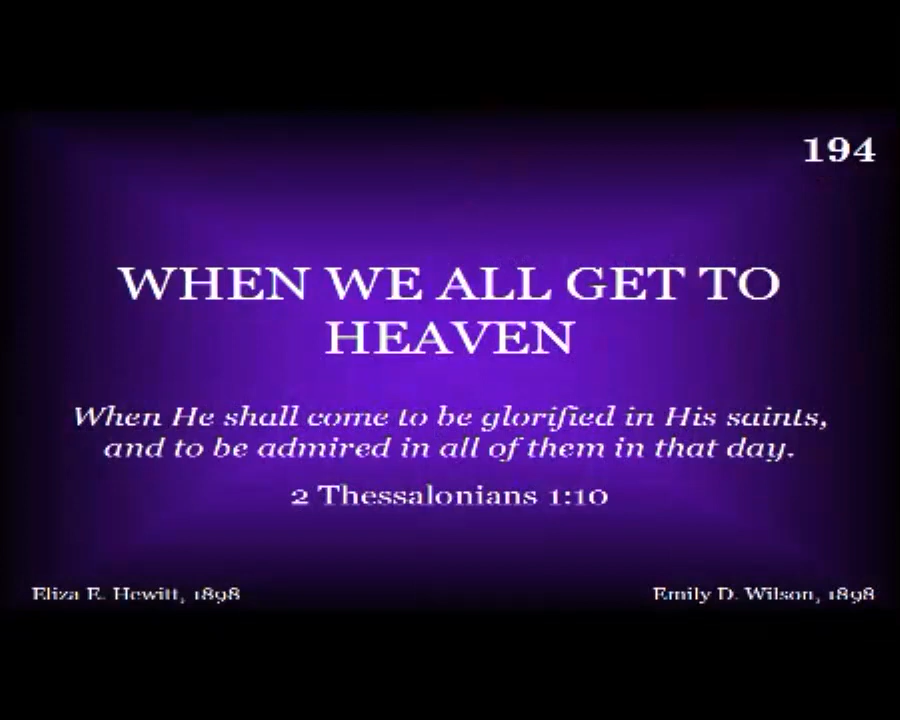 194
WHEN WE ALL GET TO
HEAVEN
When He shall come to be glorified in His saints,
and to be admired in all of them in that day.
2 Thessalonians 1:10
Eliza E. Hewitt, 1898
Emily D. Wilson, 1898